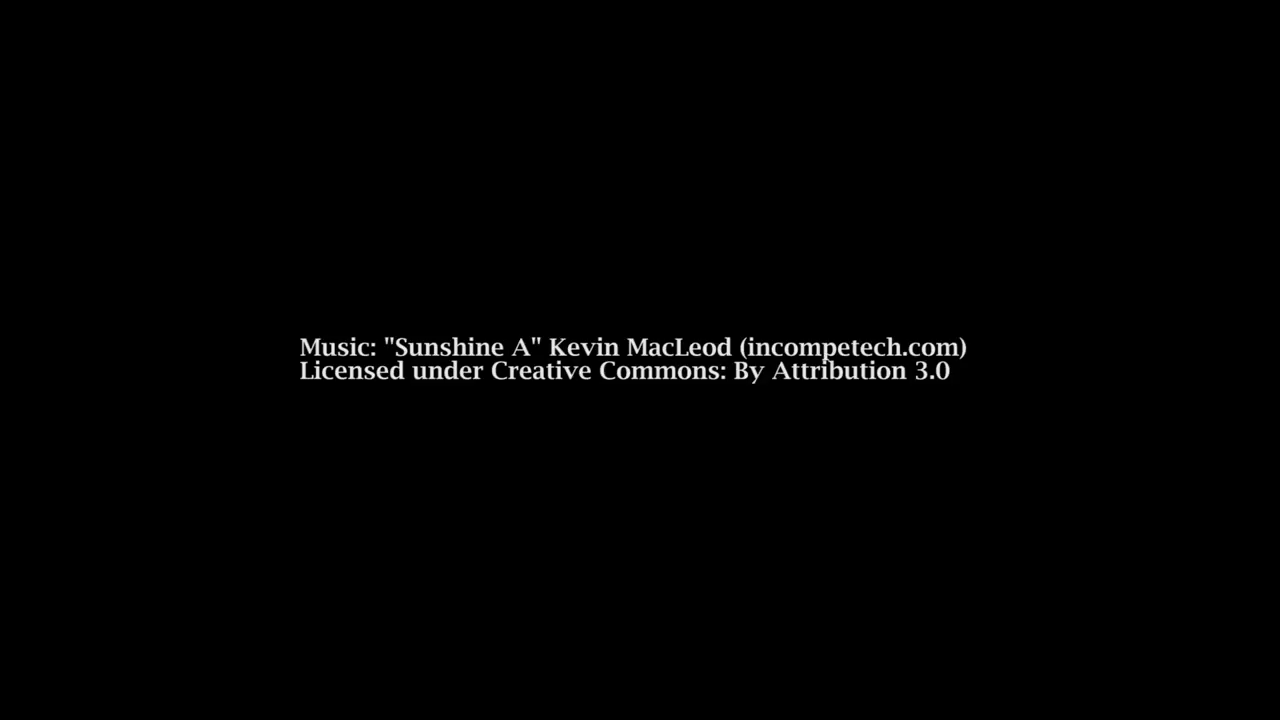 Music: "Sunshine A" Kevin MacLeod (incompetech.com)
Licensed under Creative Commons: By Attribution 3.0